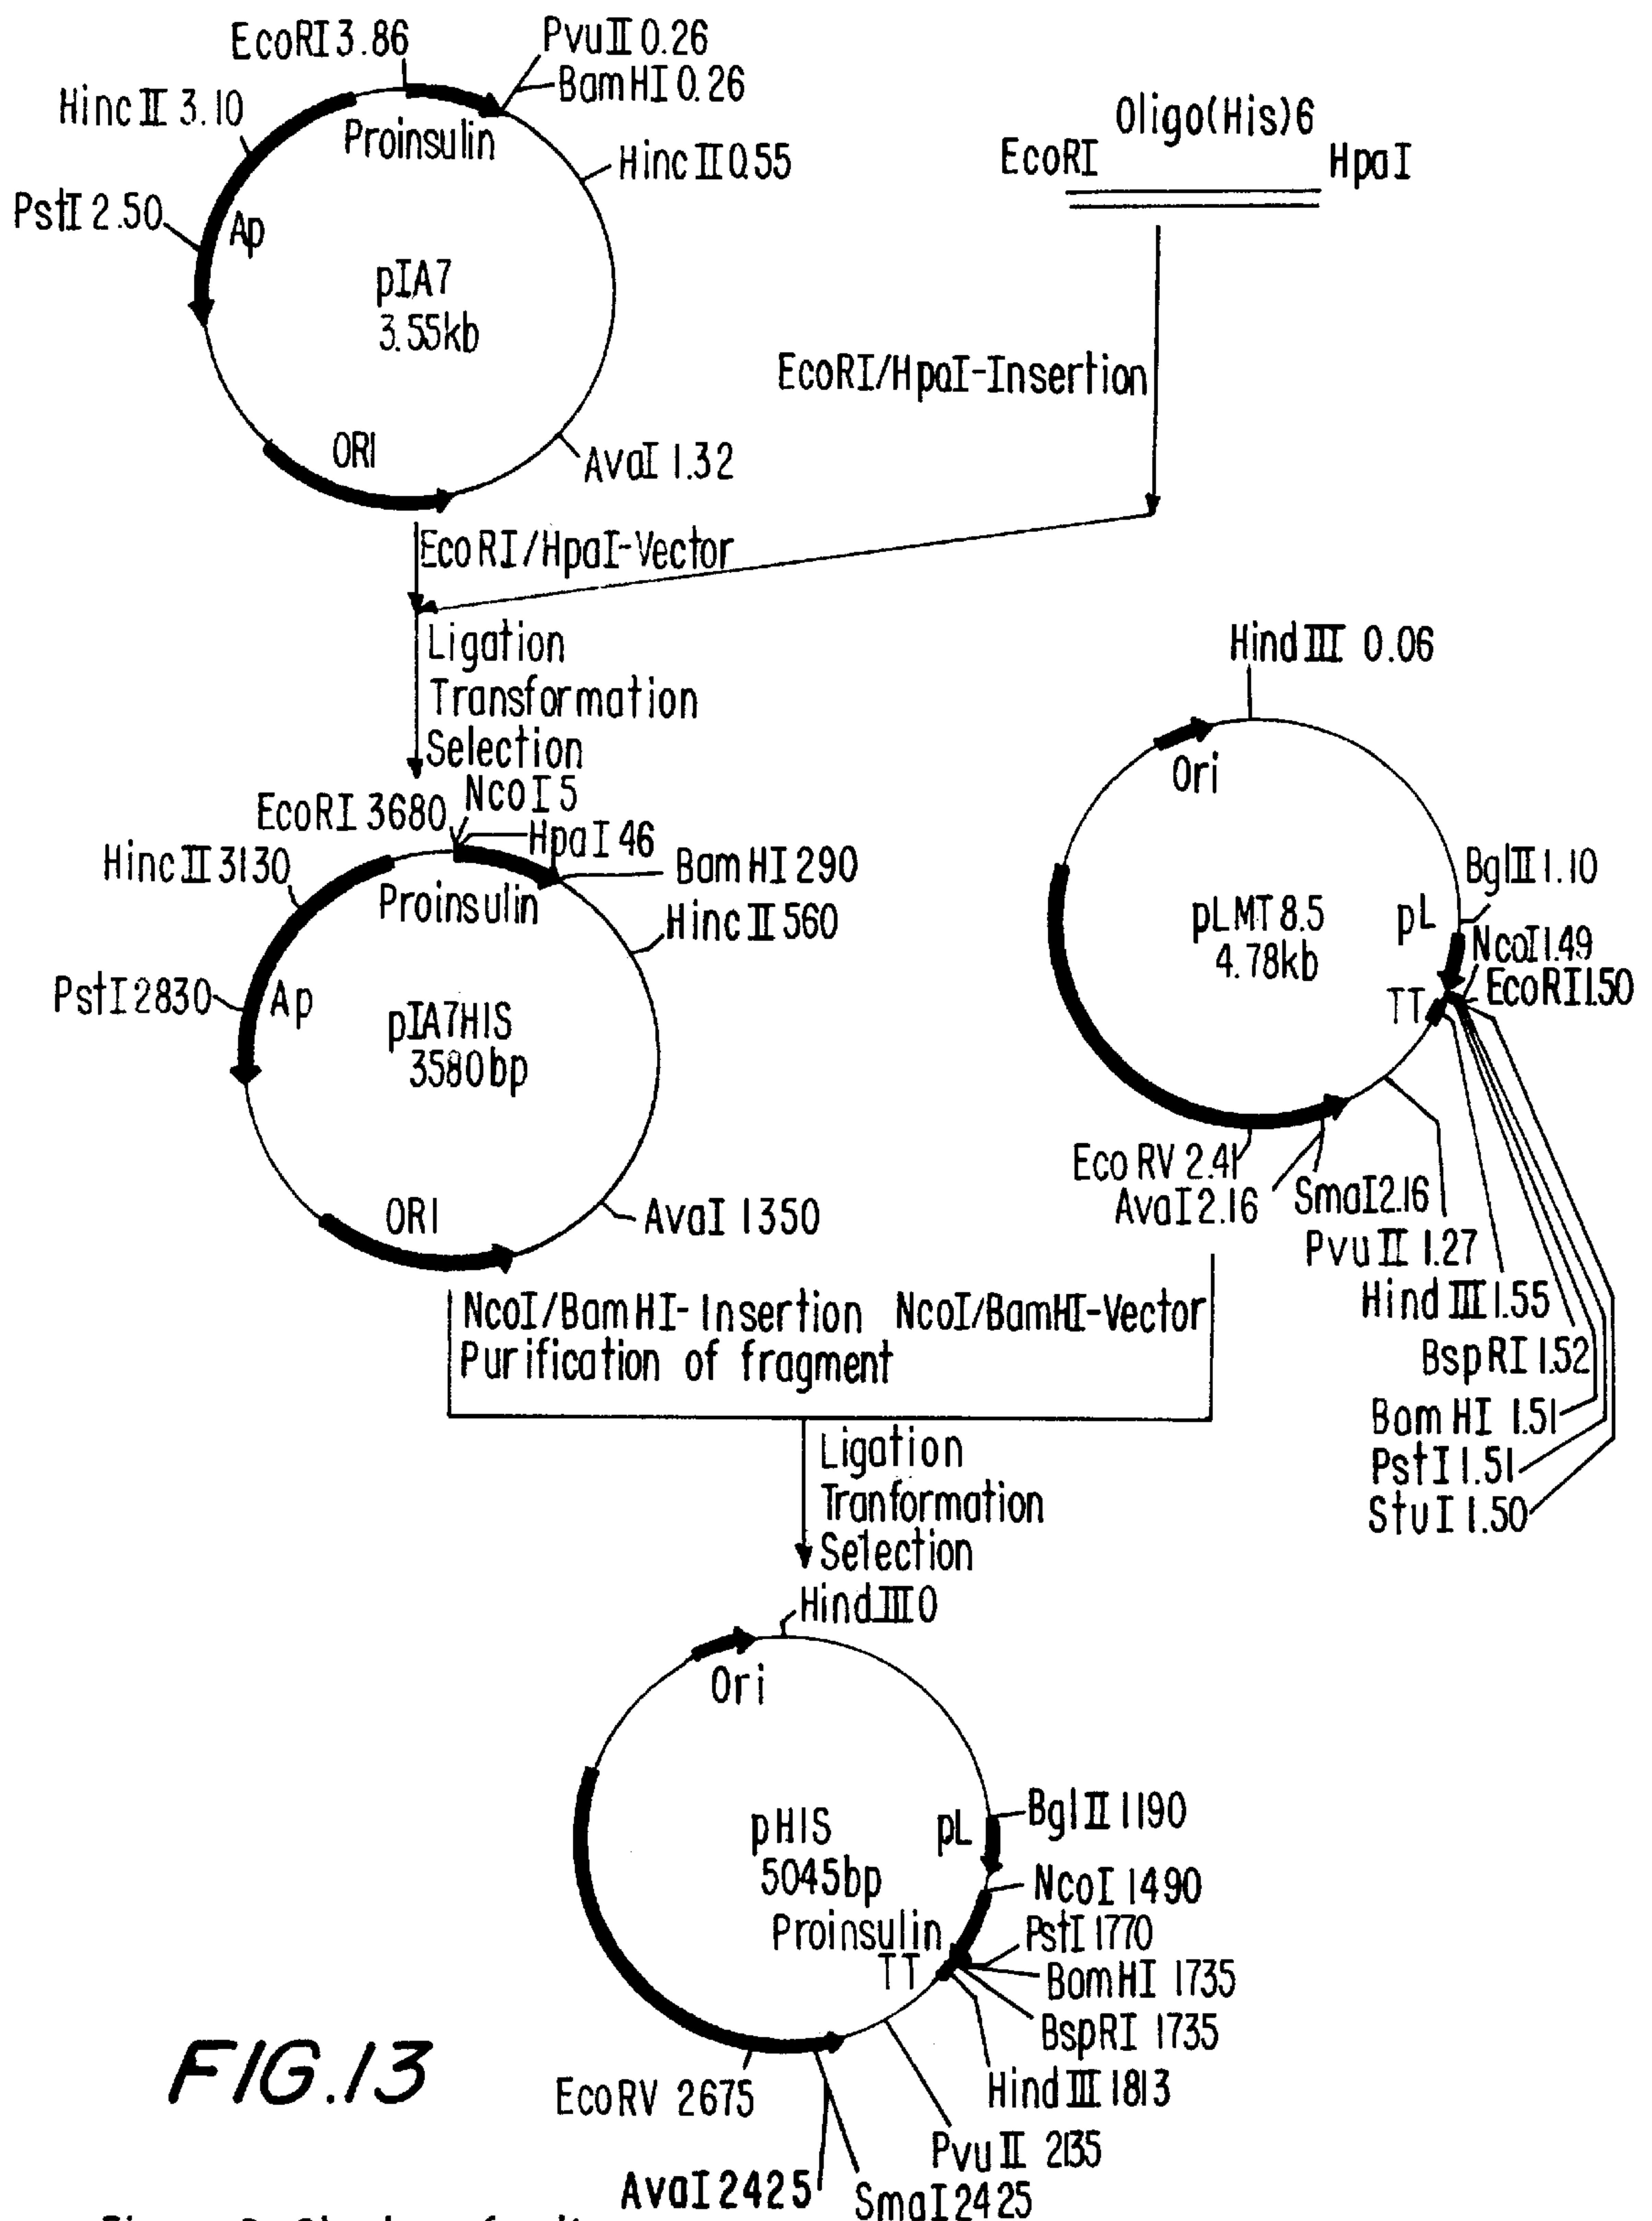 EcoRI 3.86
PvuII 0.26
BamHI 0.26
HincII 3.10
Proinsulin
HincII 0.55
PstI 2.50
Ap
pIA7
3.55kb
ORI
AvaI 1.32
Oligo(His)6
EcoRI
HpaI
EcoRI/HpaI-Insertion
EcoRI/HpaI-Vector
Ligation
Transformation
Selection
EcoRI 3680
NcoI 5
HpaI 46
HincII 3130
BamHI 290
Proinsulin
HincII 560
PstI 2830
Ap
pIA7HIS
3580bp
ORI
AvaI 1350
HindIII 0.06
Ori
BglII 1.10
pLMT8.5
4.78kb
pL
NcoI 1.49
EcoRI 1.50
TT
EcoRV 2.41
AvaI 2.16
SmaI 2.16
PvuII 1.27
HindIII 1.55
BspRI 1.52
BamHI 1.51
PstI 1.51
StuI 1.50
NcoI/BamHI-Insertion
NcoI/BamHI-Vector
Purification of fragment
Ligation
Tranformation
Selection
HindIII 0
Ori
BglII 1190
pHIS
5045bp
pL
NcoI 1490
Proinsulin
PstI 1770
TT
BamHI 1735
BspRI 1735
HindIII 1813
EcoRV 2675
PvuII 2135
AvaI 2425
SmaI 2425
FIG.13